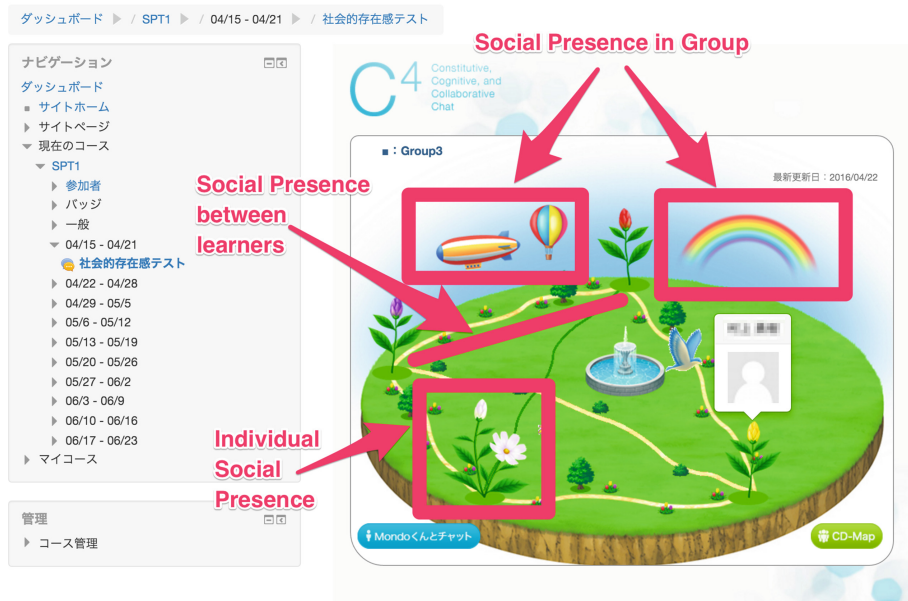 ダッシュボード ▶ / SPT1 ▶ / 04/15 - 04/21 ▶ / 社会的存在感テスト
ナビゲーション
ダッシュボード
サイトホーム
サイトページ
現在のコース
SPT1
参加者
バッジ
一般
04/15 - 04/21
社会的存在感テスト
04/22 - 04/28
04/29 - 05/5
05/6 - 05/12
05/13 - 05/19
05/20 - 05/26
05/27 - 06/2
06/3 - 06/9
06/10 - 06/16
06/17 - 06/23
マイコース
管理
コース管理
Social Presence in Group
C4
Constitutive,
Cognitive, and
Collaborative
Chat
■：Group3
最新更新日：2016/04/22
Social Presence
between
learners
Individual
Social
Presence
Mondoくんとチャット
CD-Map